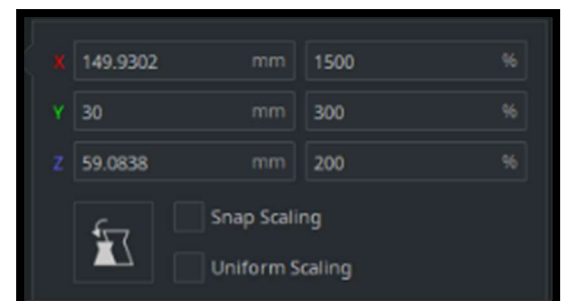 X 149.9302 mm 1500 %
Y 30 mm 300 %
Z 59.0838 mm 200 %
Snap Scaling
Uniform Scaling